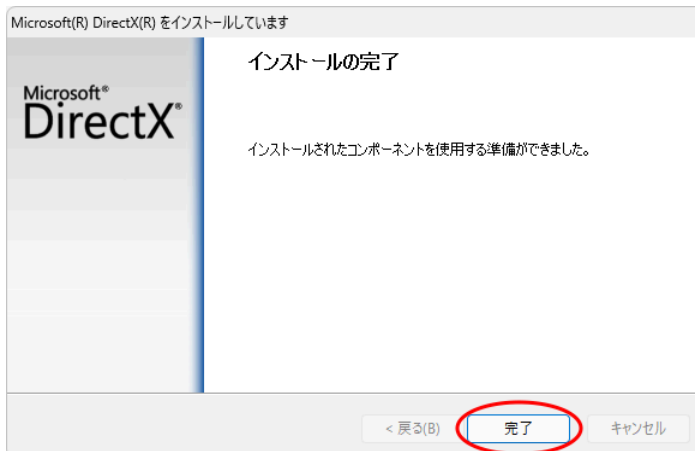 Microsoft(R) DirectX(R) をインストールしています
インストールの完了
Microsoft®
DirectX®
インストールされたコンポーネントを使用する準備ができました。
< 戻る(B)
完了
キャンセル